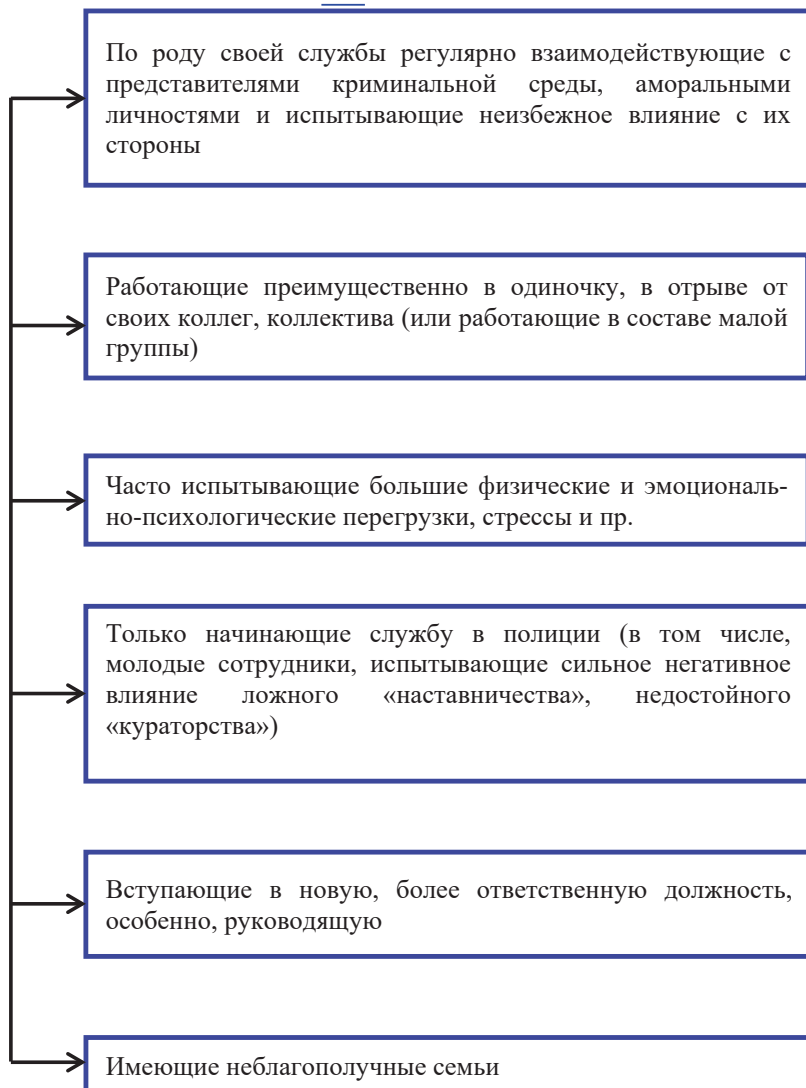 По роду своей службы регулярно взаимодействующие с
представителями криминальной среды, аморальными
личностями и испытывающие неизбежное влияние с их
стороны
Работающие преимущественно в одиночку, в отрыве от
своих коллег, коллектива (или работающие в составе малой
группы)
Часто испытывающие большие физические и эмоциональ-
но-психологические перегрузки, стрессы и пр.
Только начинающие службу в полиции (в том числе,
молодые сотрудники, испытывающие сильное негативное
влияние ложного «наставничества», недостойного
«кураторства»)
Вступающие в новую, более ответственную должность,
особенно, руководящую
Имеющие неблагополучные семьи